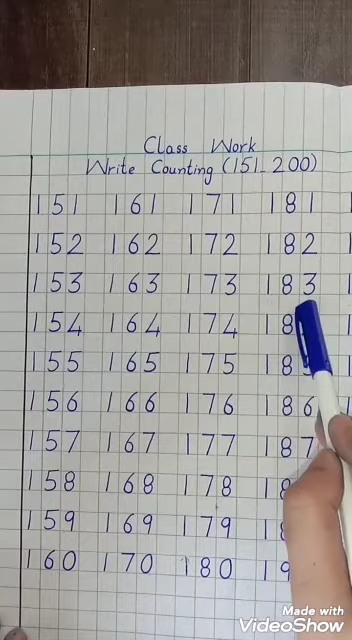 Class Work
Write Counting (151-200)
151 161 171 181
152 162 172 182
153 163 173 183
154 164 174
155 165 175
156 166 176 186
157 167 177 187
158 168 178
159 169 179
160 170 180
Made with
VideoShow